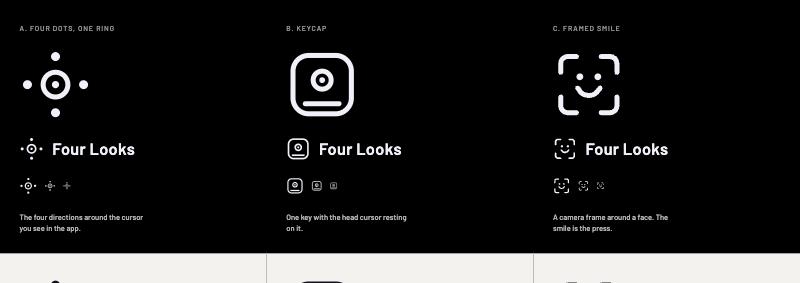 A. FOUR DOTS, ONE RING
B. KEYCAP
C. FRAMED SMILE
Four Looks
Four Looks
Four Looks
The four directions around the cursor
you see in the app.
One key with the head cursor resting
on it.
A camera frame around a face. The
smile is the press.